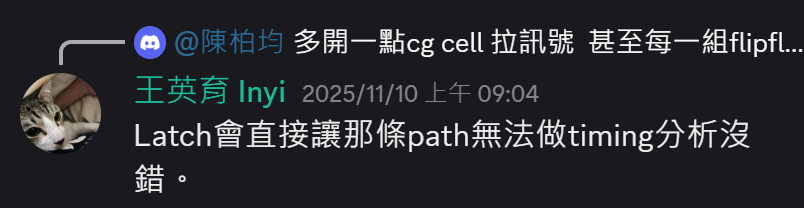 @陳柏均 多開一點cg cell 拉訊號 甚至每一組flipfl...
王英育 Inyi 2025/11/10 上午 09:04
Latch會直接讓那條path無法做timing分析沒
錯。